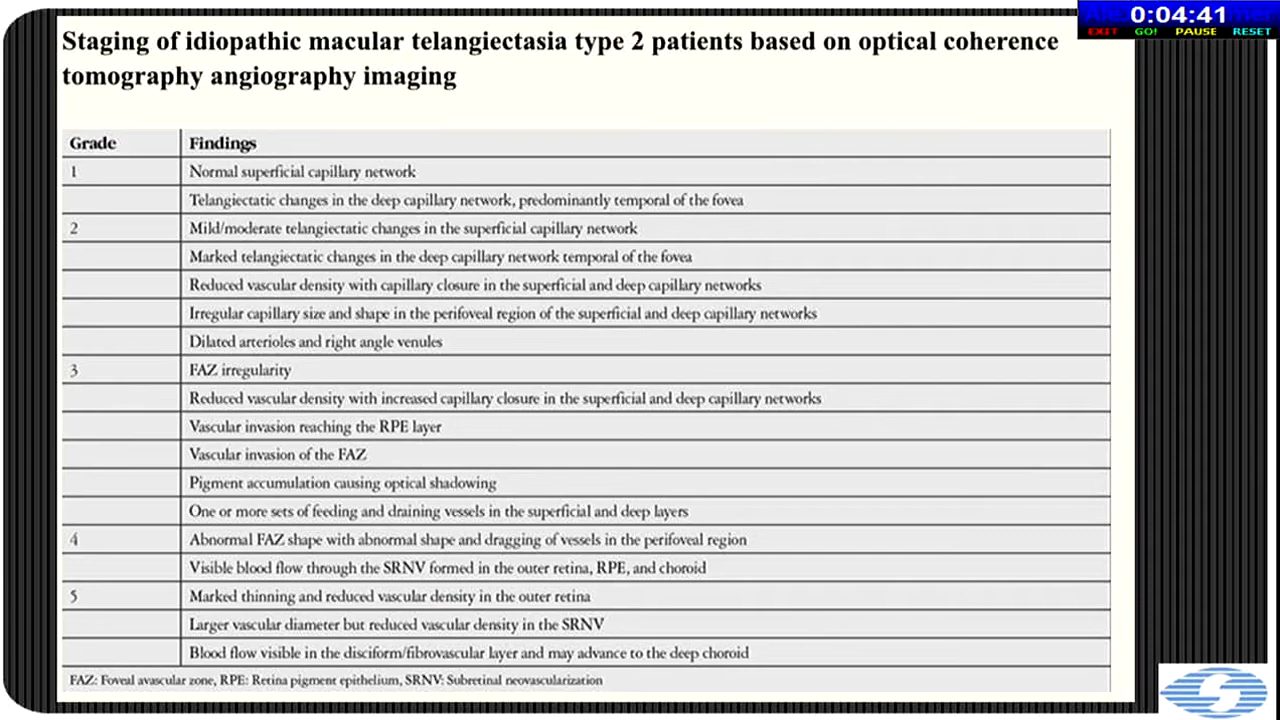 0:04:41
EXIT GO! PAUSE RESET
Staging of idiopathic macular telangiectasia type 2 patients based on optical coherence
tomography angiography imaging
Grade Findings
1 Normal superficial capillary network
Telangiectatic changes in the deep capillary network, predominantly temporal of the fovea
2 Mild/moderate telangiectatic changes in the superficial capillary network
Marked telangiectatic changes in the deep capillary network temporal of the fovea
Reduced vascular density with capillary closure in the superficial and deep capillary networks
Irregular capillary size and shape in the perifoveal region of the superficial and deep capillary networks
Dilated arterioles and right angle venules
3 FAZ irregularity
Reduced vascular density with increased capillary closure in the superficial and deep capillary networks
Vascular invasion reaching the RPE layer
Vascular invasion of the FAZ
Pigment accumulation causing optical shadowing
One or more sets of feeding and draining vessels in the superficial and deep layers
4 Abnormal FAZ shape with abnormal shape and dragging of vessels in the perifoveal region
Visible blood flow through the SRNV formed in the outer retina, RPE, and choroid
5 Marked thinning and reduced vascular density in the outer retina
Larger vascular diameter but reduced vascular density in the SRNV
Blood flow visible in the disciform/fibrovascular layer and may advance to the deep choroid
FAZ: Foveal avascular zone, RPE: Retina pigment epithelium, SRNV: Subretinal neovascularization